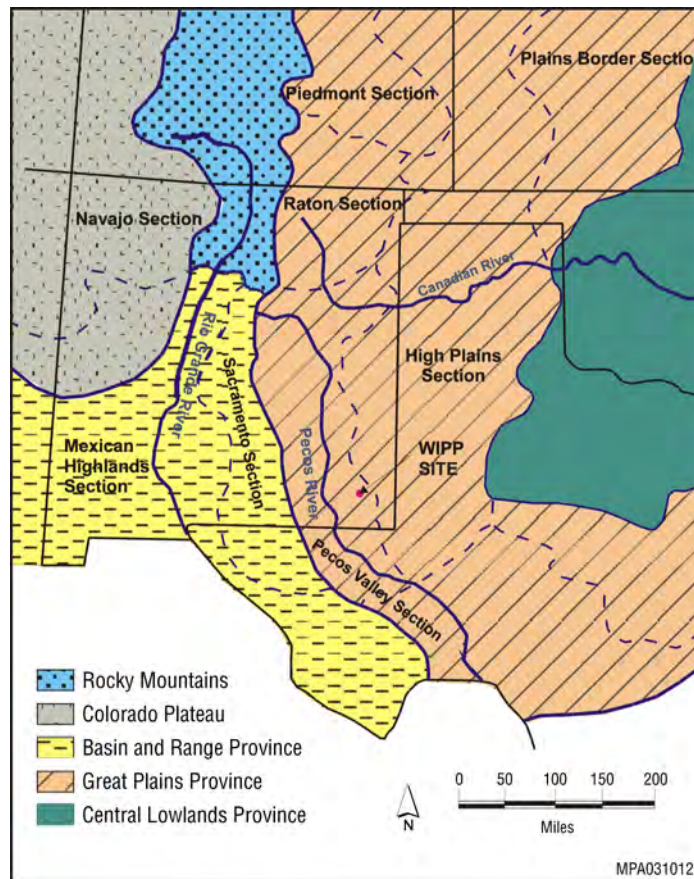 Plains Border Sectio
Piedmont Section
Navajo Section
Raton Section
Canadian River
Rio Grande River
Sacramento Section
High Plains
Section
Mexican
Highlands
Section
Pecos River
WIPP
SITE
Pecos Valley Section
Rocky Mountains
Colorado Plateau
Basin and Range Province
Great Plains Province
Central Lowlands Province
N
0 50 100 150 200
Miles
MPA031012